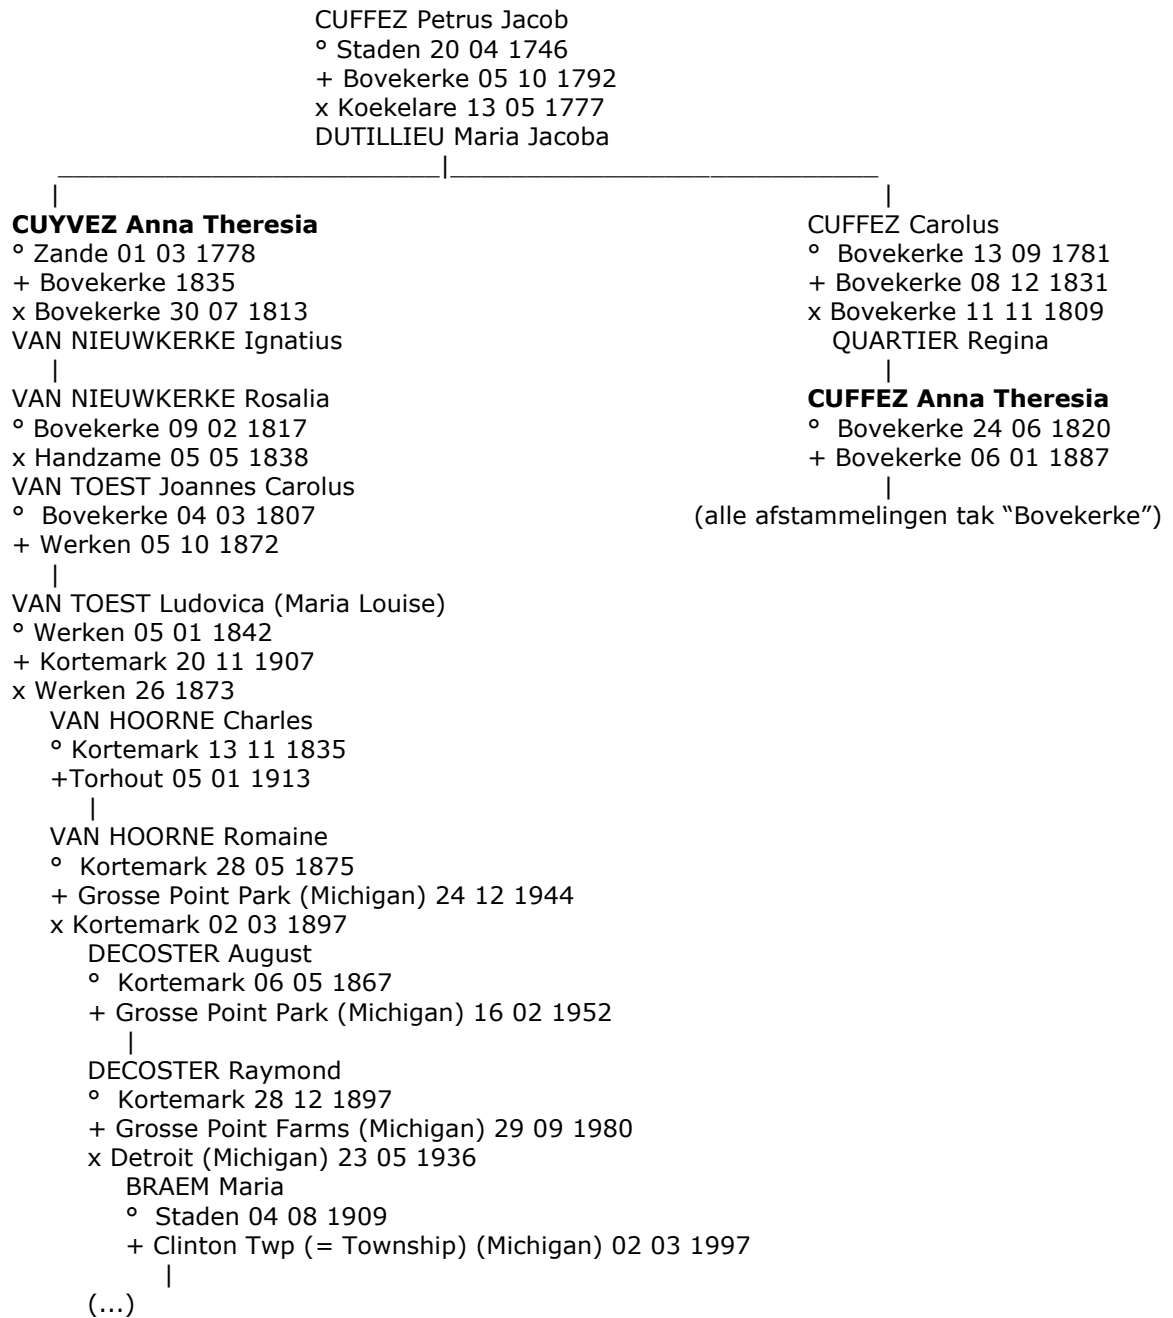 CUFFEZ Petrus Jacob
° Staden 20 04 1746
+ Bovekerke 05 10 1792
x Koekelare 13 05 1777
DUTILLIEU Maria Jacoba
CUYVEZ Anna Theresia
° Zande 01 03 1778
+ Bovekerke 1835
x Bovekerke 30 07 1813
VAN NIEUWKERKE Ignatius
VAN NIEUWKERKE Rosalia
° Bovekerke 09 02 1817
x Handzame 05 05 1838
VAN TOEST Joannes Carolus
° Bovekerke 04 03 1807
+ Werken 05 10 1872
VAN TOEST Ludovica (Maria Louise)
° Werken 05 01 1842
+ Kortemark 20 11 1907
x Werken 26 1873
VAN HOORNE Charles
° Kortemark 13 11 1835
+Torhout 05 01 1913
VAN HOORNE Romaine
° Kortemark 28 05 1875
+ Grosse Point Park (Michigan) 24 12 1944
x Kortemark 02 03 1897
DECOSTER August
° Kortemark 06 05 1867
+ Grosse Point Park (Michigan) 16 02 1952
DECOSTER Raymond
° Kortemark 28 12 1897
+ Grosse Point Farms (Michigan) 29 09 1980
x Detroit (Michigan) 23 05 1936
BRAEM Maria
° Staden 04 08 1909
+ Clinton Twp (= Township) (Michigan) 02 03 1997
(...)
CUFFEZ Carolus
° Bovekerke 13 09 1781
+ Bovekerke 08 12 1831
x Bovekerke 11 11 1809
QUARTIER Regina
CUFFEZ Anna Theresia
° Bovekerke 24 06 1820
+ Bovekerke 06 01 1887
(alle afstammelingen tak “Bovekerke”)